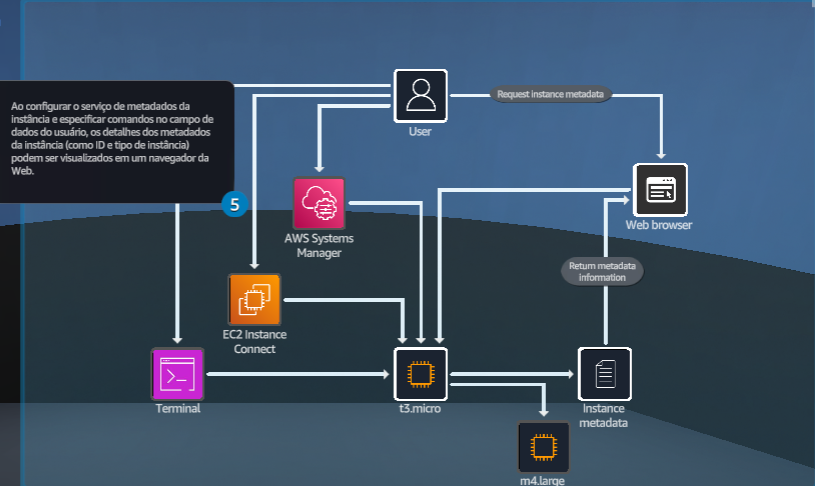 Ao configurar o serviço de metadados da
instância e especificar comandos no campo de
dados do usuário, os detalhes dos metadados
da instância (como ID e tipo de instância)
podem ser visualizados em um navegador da
Web.
5
User
Request instance metadata
Web browser
AWS Systems
Manager
Return metadata
information
EC2 Instance
Connect
Terminal
t3.micro
Instance
metadata
m4.large